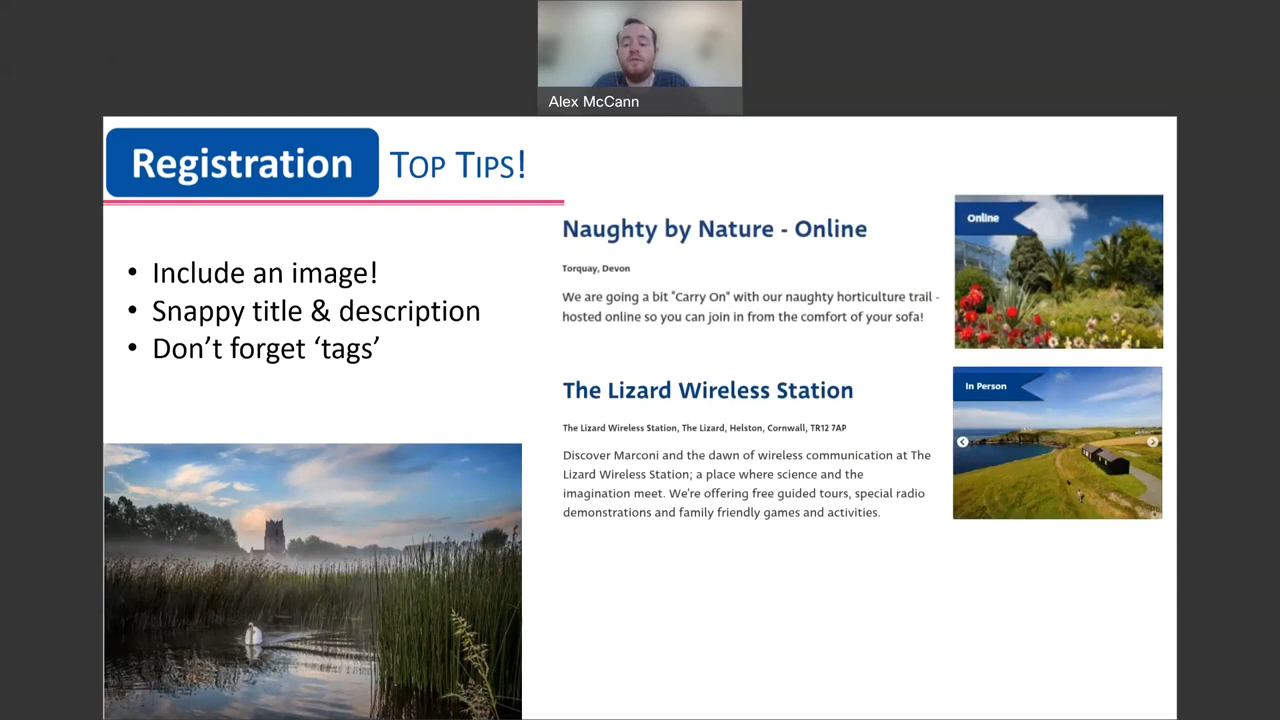 Alex McCann
Registration TOP TIPS!
• Include an image!
• Snappy title & description
• Don’t forget ‘tags’
Naughty by Nature - Online
Torquay, Devon
We are going a bit "Carry On" with our naughty horticulture trail -
hosted online so you can join in from the comfort of your sofa!
Online
The Lizard Wireless Station
The Lizard Wireless Station, The Lizard, Helston, Cornwall, TR12 7AP
Discover Marconi and the dawn of wireless communication at The
Lizard Wireless Station; a place where science and the
imagination meet. We're offering free guided tours, special radio
demonstrations and family friendly games and activities.
In Person